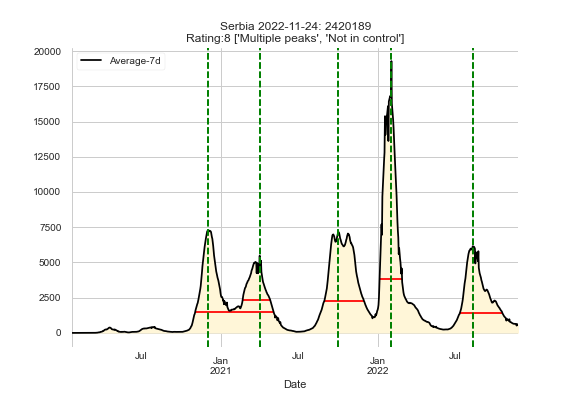 Serbia 2022-11-24: 2420189
Rating:8 ['Multiple peaks', 'Not in control']
Average-7d
20000
17500
15000
12500
10000
7500
5000
2500
0
Jul
Jan
2021
Jul
Jan
2022
Jul
Date